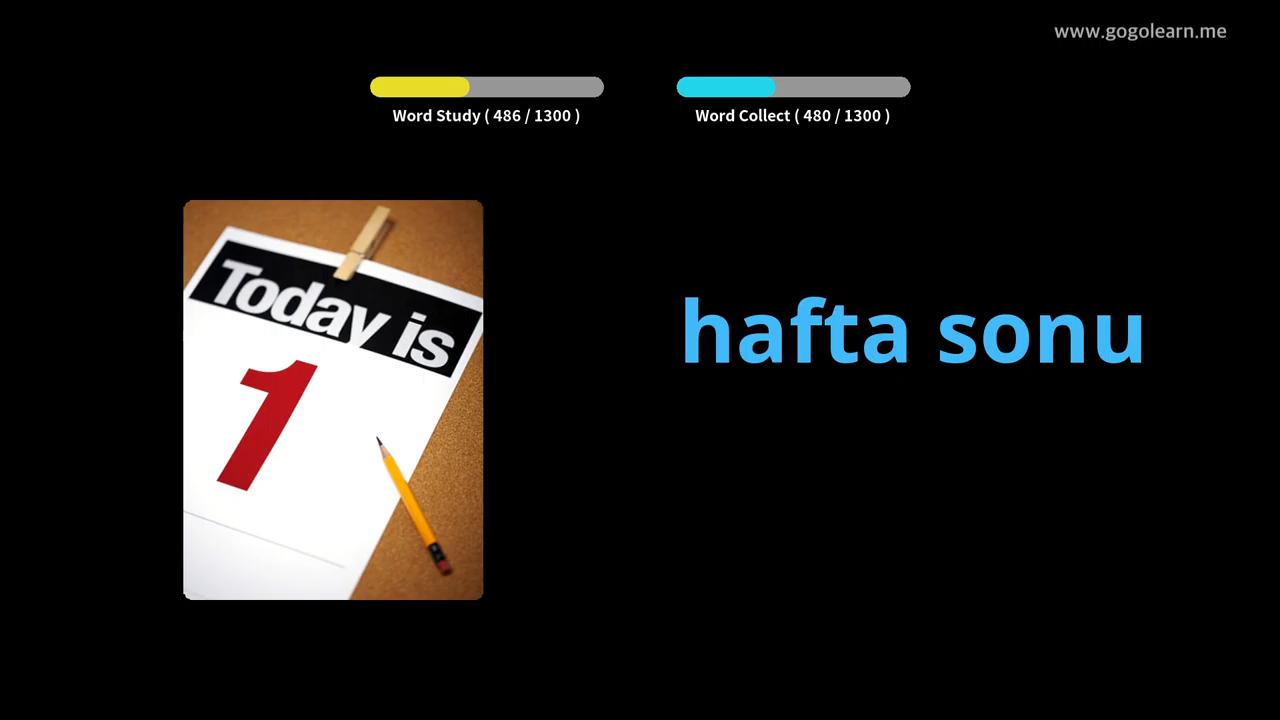 www.gogolearn.me
Word Study ( 486 / 1300 )
Word Collect ( 480 / 1300 )
Today is
1
hafta sonu